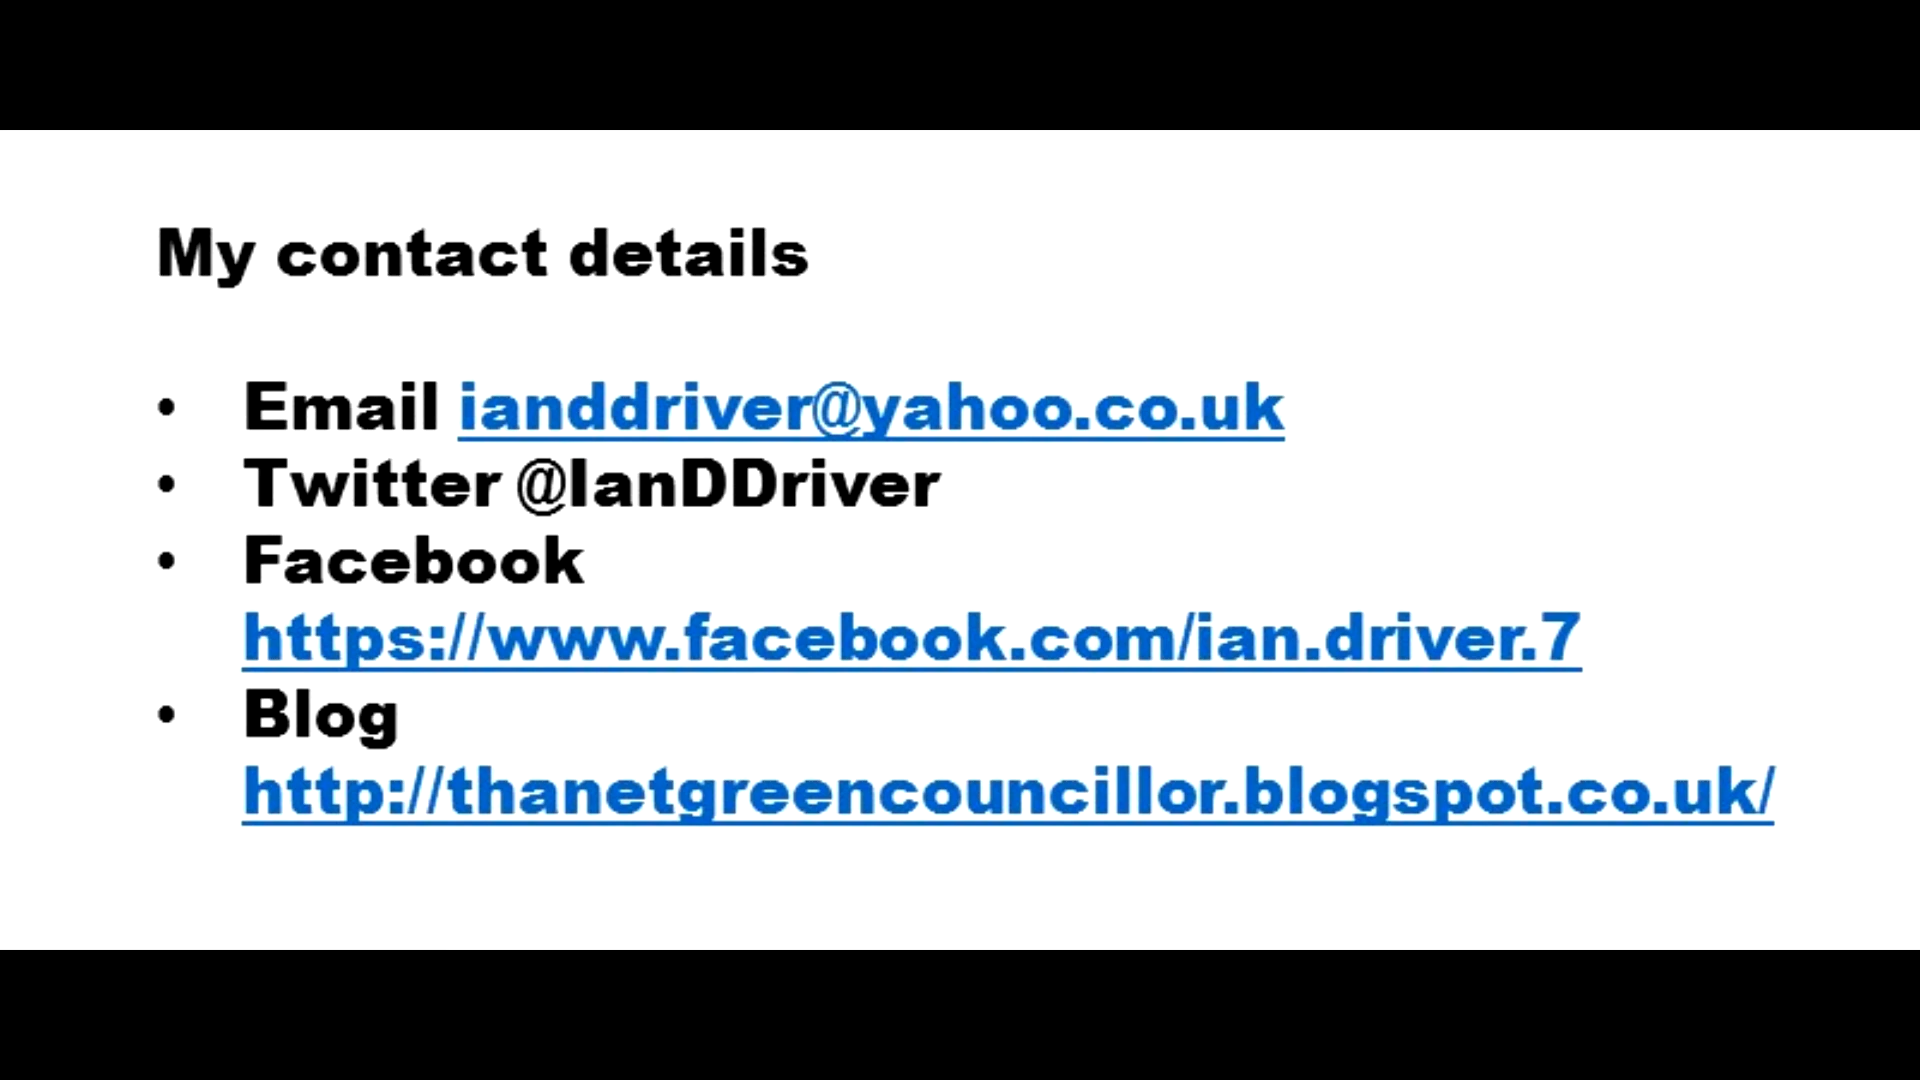 My contact details
• Email ianddriver@yahoo.co.uk
• Twitter @IanDDriver
• Facebook
https://www.facebook.com/ian.driver.7
• Blog
http://thanetgreencouncillor.blogspot.co.uk/